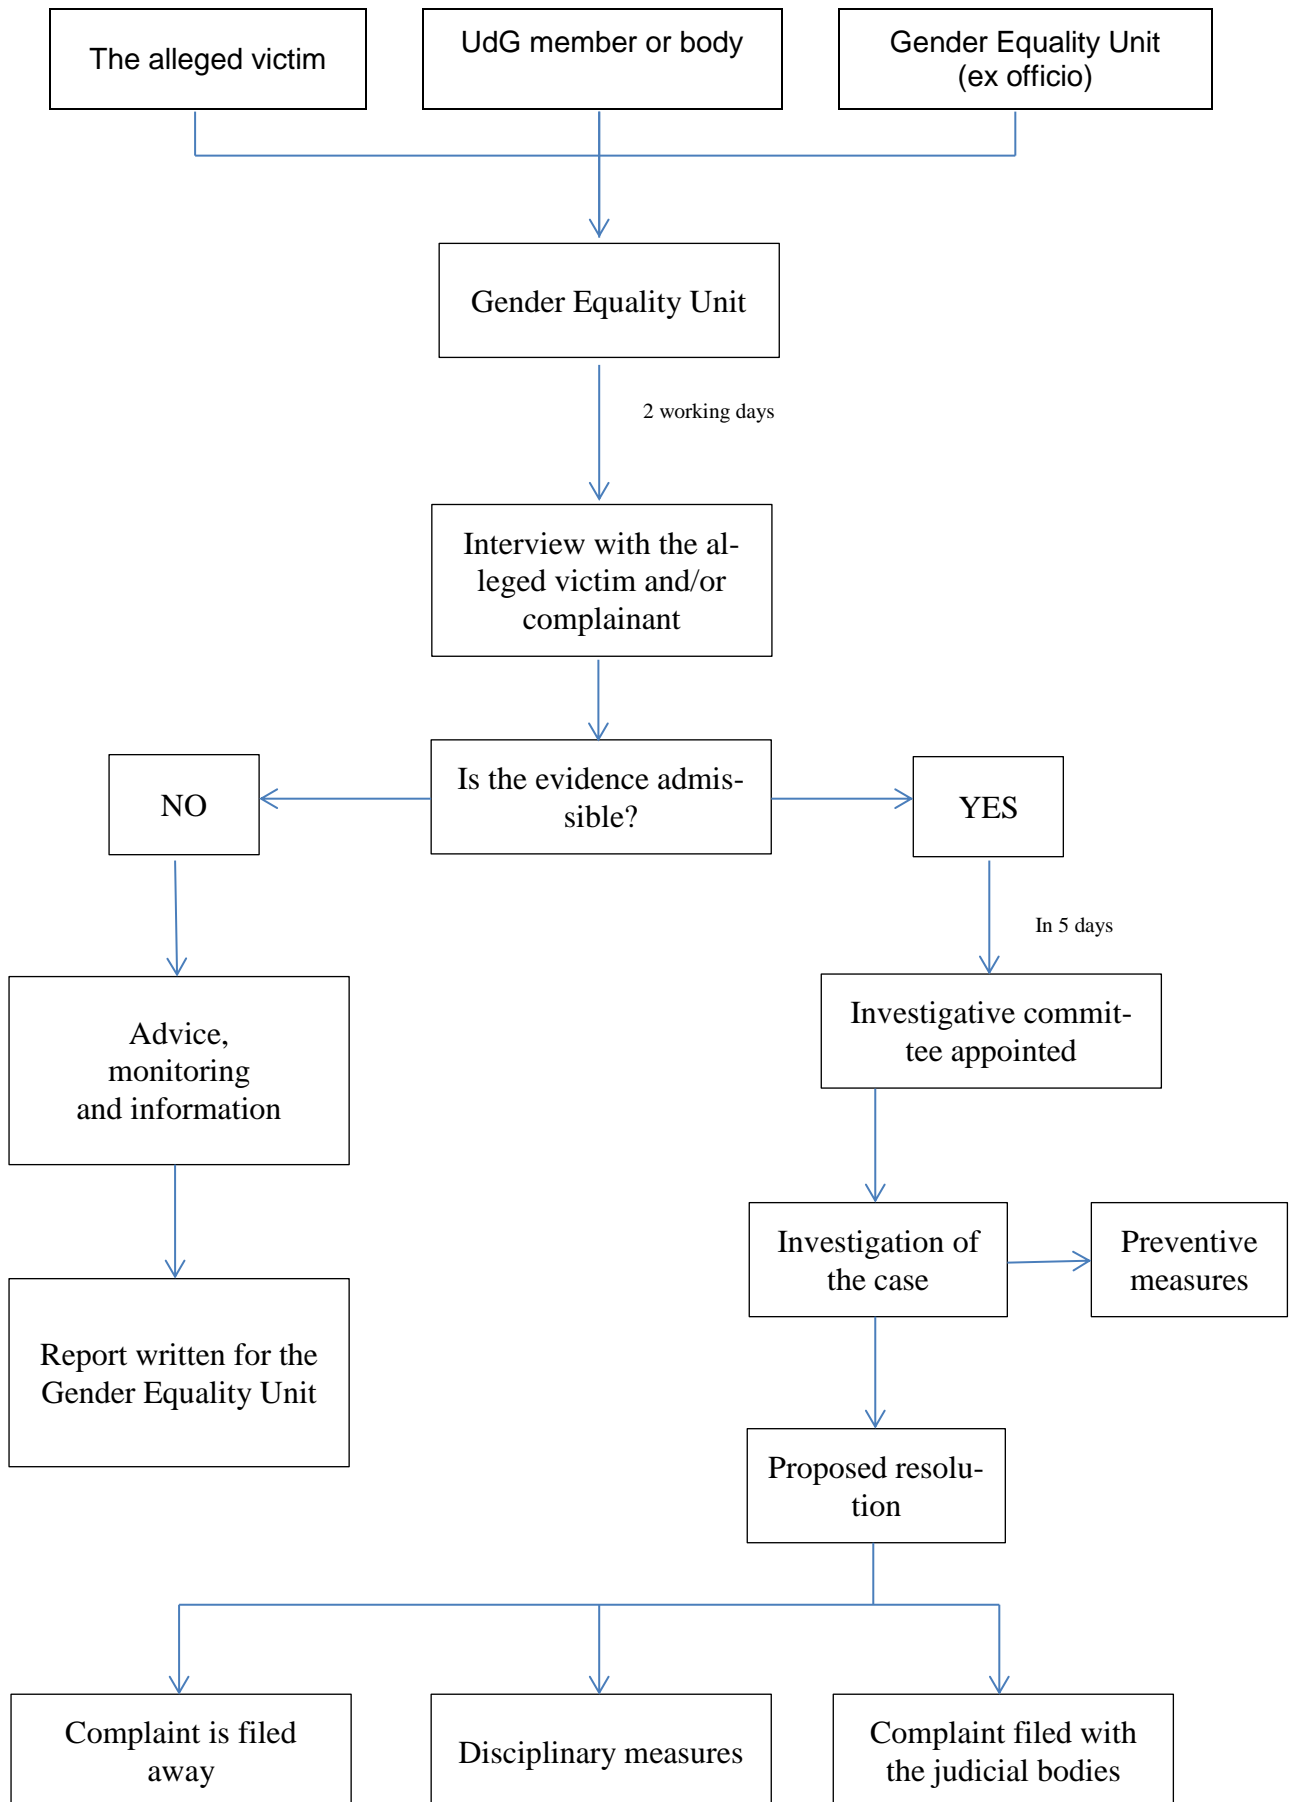 The alleged victim
UdG member or body
Gender Equality Unit
(ex officio)
Gender Equality Unit
2 working days
Interview with the al-
leged victim and/or
complainant
Is the evidence admis-
sible?
NO
YES
In 5 days
Advice,
monitoring
and information
Investigative commit-
tee appointed
Investigation of
the case
Preventive
measures
Report written for the
Gender Equality Unit
Proposed resolu-
tion
Complaint is filed
away
Disciplinary measures
Complaint filed with
the judicial bodies